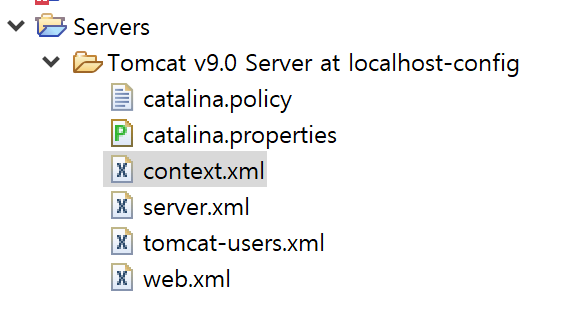 Servers
Tomcat v9.0 Server at localhost-config
catalina.policy
catalina.properties
context.xml
server.xml
tomcat-users.xml
web.xml